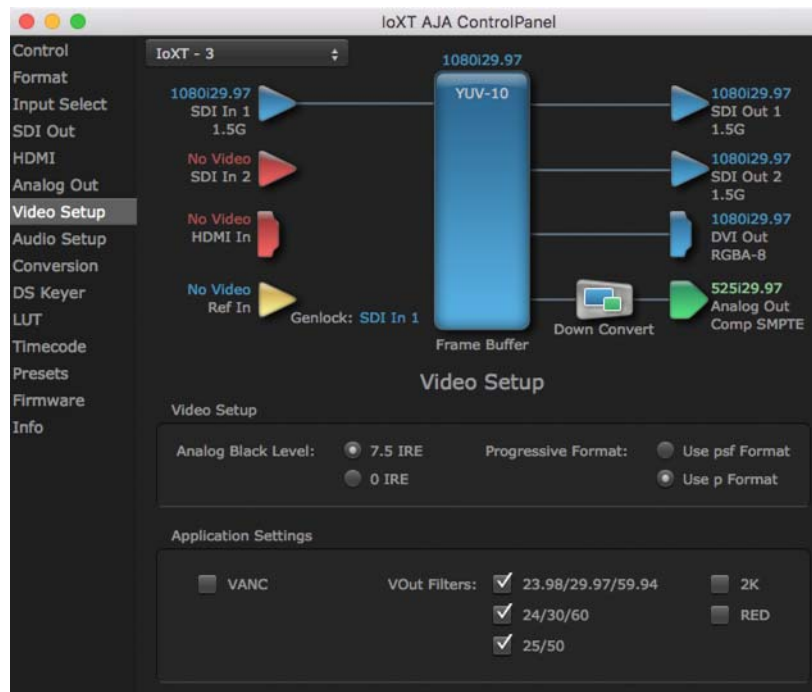 IoXT AJA ControlPanel
Control
Format
Input Select
SDI Out
HDMI
Analog Out
Video Setup
Audio Setup
Conversion
DS Keyer
LUT
Timecode
Presets
Firmware
Info
IoXT - 3
1080i29.97
SDI In 1
1.5G
No Video
SDI In 2
No Video
HDMI In
No Video
Ref In
Genlock: SDI In 1
1080i29.97
YUV-10
Frame Buffer
Down Convert
1080i29.97
SDI Out 1
1.5G
1080i29.97
SDI Out 2
1.5G
1080i29.97
DVI Out
RGBA-8
525i29.97
Analog Out
Comp SMPTE
Video Setup
Video Setup
Analog Black Level: 7.5 IRE Progressive Format: Use psf Format
0 IRE Use p Format
Application Settings
VANC VOut Filters: 23.98/29.97/59.94 2K
24/30/60 RED
25/50